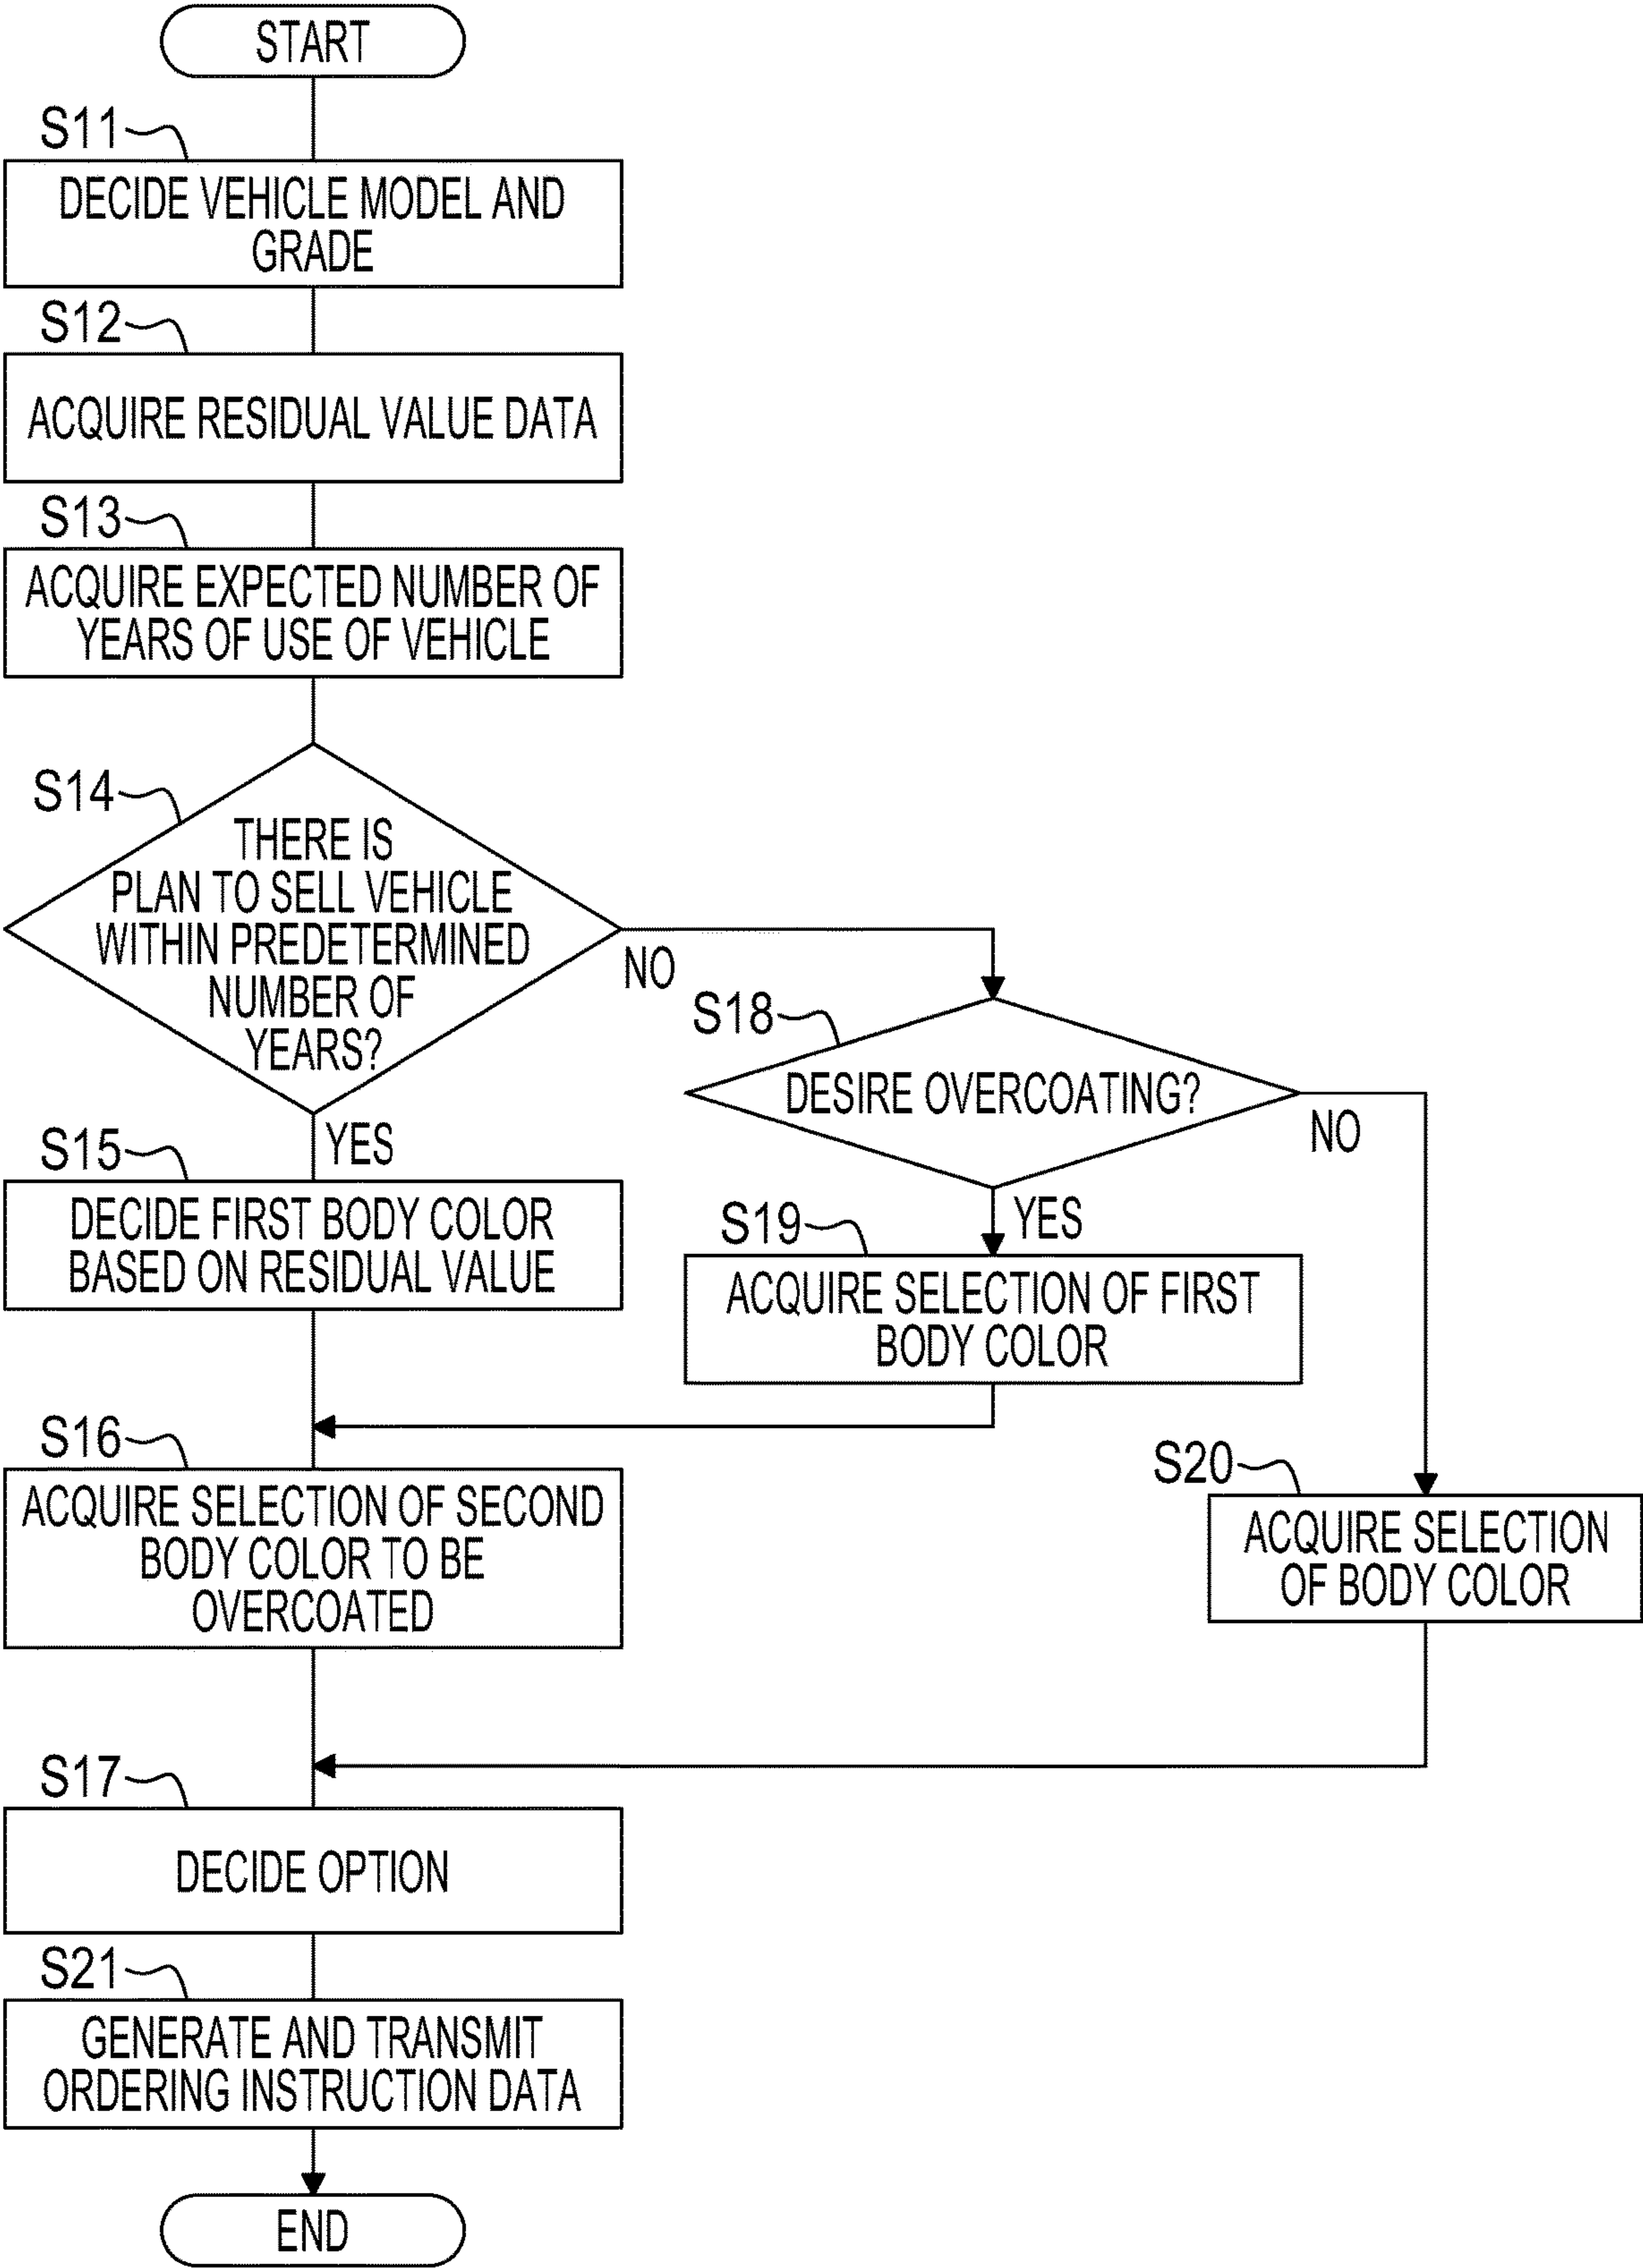 START
S11
DECIDE VEHICLE MODEL AND
GRADE
S12
ACQUIRE RESIDUAL VALUE DATA
S13
ACQUIRE EXPECTED NUMBER OF
YEARS OF USE OF VEHICLE
S14
THERE IS
PLAN TO SELL VEHICLE
WITHIN PREDETERMINED
NUMBER OF
YEARS?
NO
YES
S18
DESIRE OVERCOATING?
NO
YES
S15
DECIDE FIRST BODY COLOR
BASED ON RESIDUAL VALUE
S19
ACQUIRE SELECTION OF FIRST
BODY COLOR
S16
ACQUIRE SELECTION OF SECOND
BODY COLOR TO BE
OVERCOATED
S20
ACQUIRE SELECTION
OF BODY COLOR
S17
DECIDE OPTION
S21
GENERATE AND TRANSMIT
ORDERING INSTRUCTION DATA
END